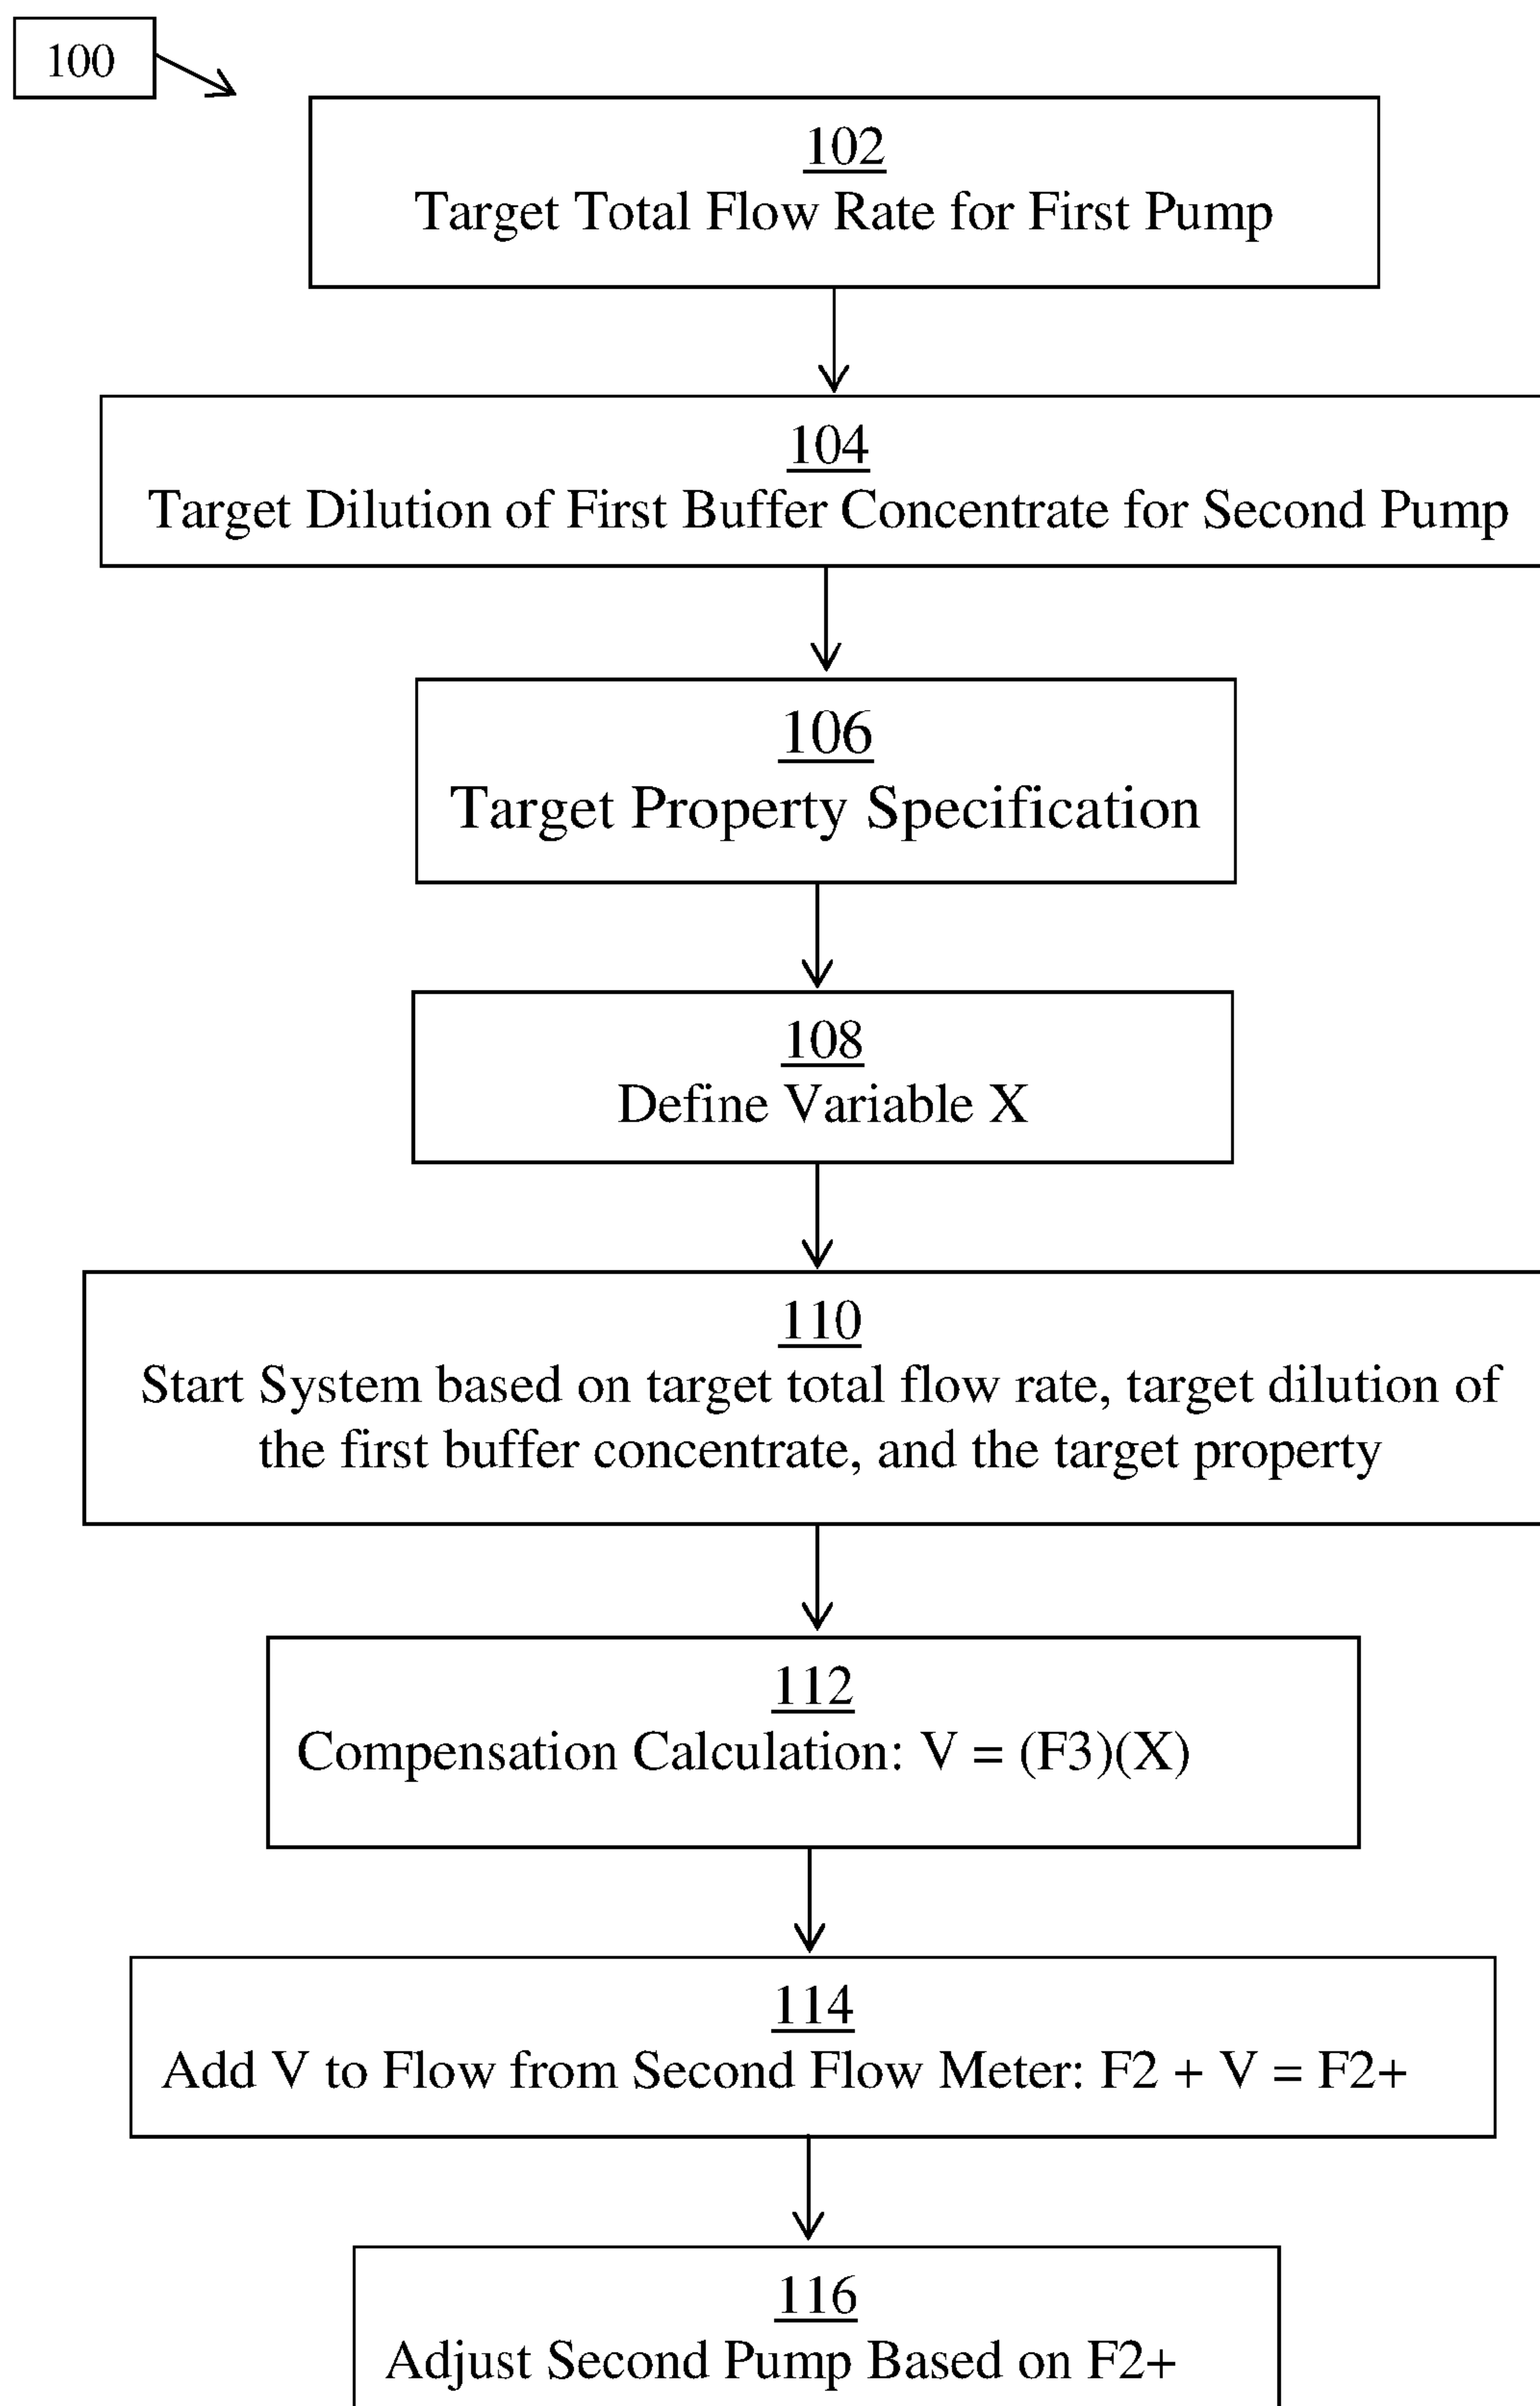 100
102
Target Total Flow Rate for First Pump
104
Target Dilution of First Buffer Concentrate for Second Pump
106
Target Property Specification
108
Define Variable X
110
Start System based on target total flow rate, target dilution of
the first buffer concentrate, and the target property
112
Compensation Calculation: V = (F3)(X)
114
Add V to Flow from Second Flow Meter: F2 + V = F2+
116
Adjust Second Pump Based on F2+